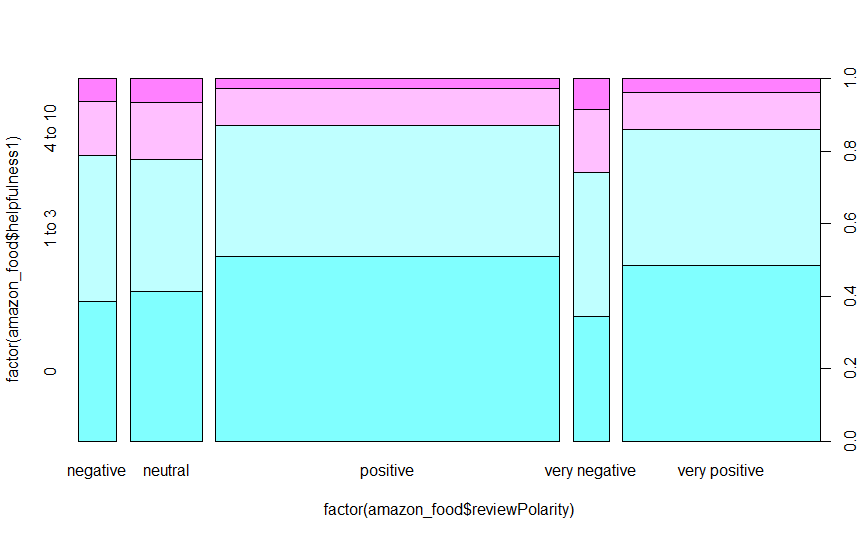 factor(amazon_food$helpfulness1)
4 to 10
1 to 3
0
1.0
0.8
0.6
0.4
0.2
0.0
negative neutral positive very negative very positive
factor(amazon_food$reviewPolarity)